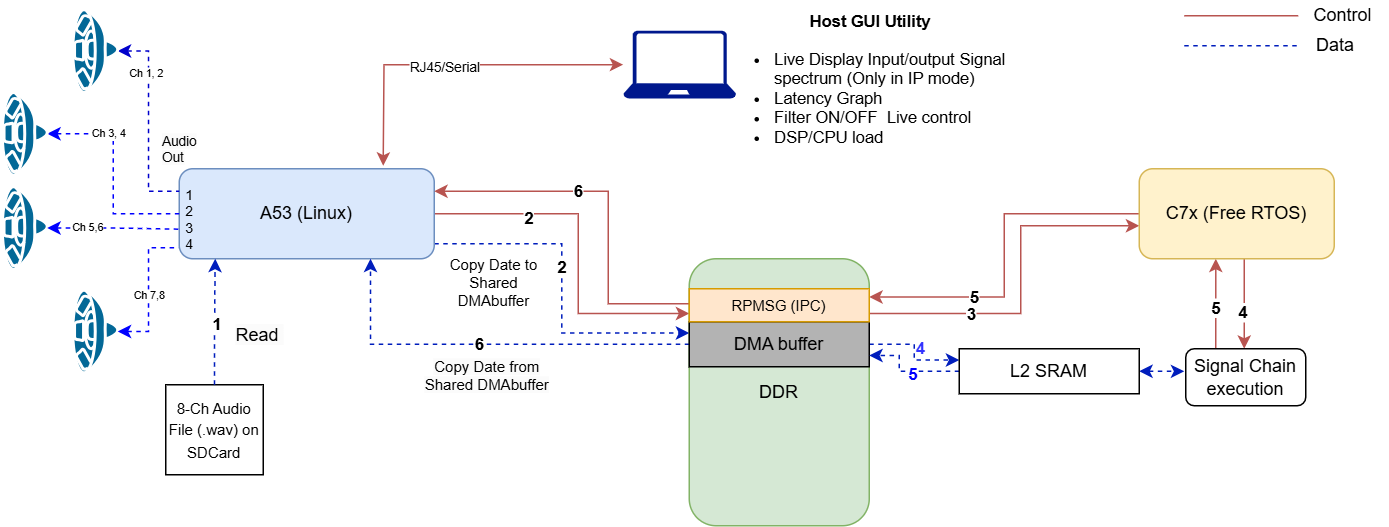 Host GUI Utility
Control
Data
Live Display Input/output Signal
spectrum (Only in IP mode)
Latency Graph
Filter ON/OFF  Live control
DSP/CPU load
RJ45/Serial
Ch 1, 2
Ch 3, 4
Ch 5,6
Ch 7,8
Audio
Out
1
2
3
4
A53 (Linux)
6
2
2
Copy Date to
Shared
DMAbuffer
6
Copy Date from
Shared DMAbuffer
1
Read
8-Ch Audio
File (.wav) on
SDCard
RPMSG (IPC)
DMA buffer
DDR
5
3
4
5
L2 SRAM
C7x (Free RTOS)
5
4
Signal Chain
execution